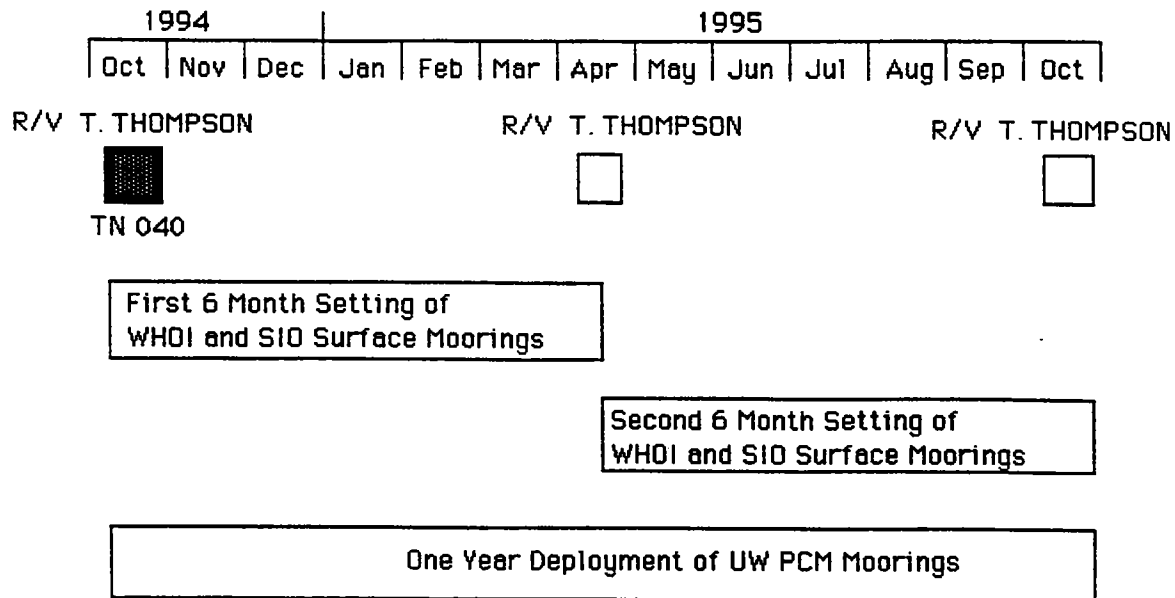 1994 1995
Oct Nov Dec Jan Feb Mar Apr May Jun Jul Aug Sep Oct
R/V T. THOMPSON R/V T. THOMPSON R/V T. THOMPSON
TN 040
First 6 Month Setting of
WHOI and SIO Surface Moorings
Second 6 Month Setting of
WHOI and SIO Surface Moorings
One Year Deployment of UW PCM Moorings